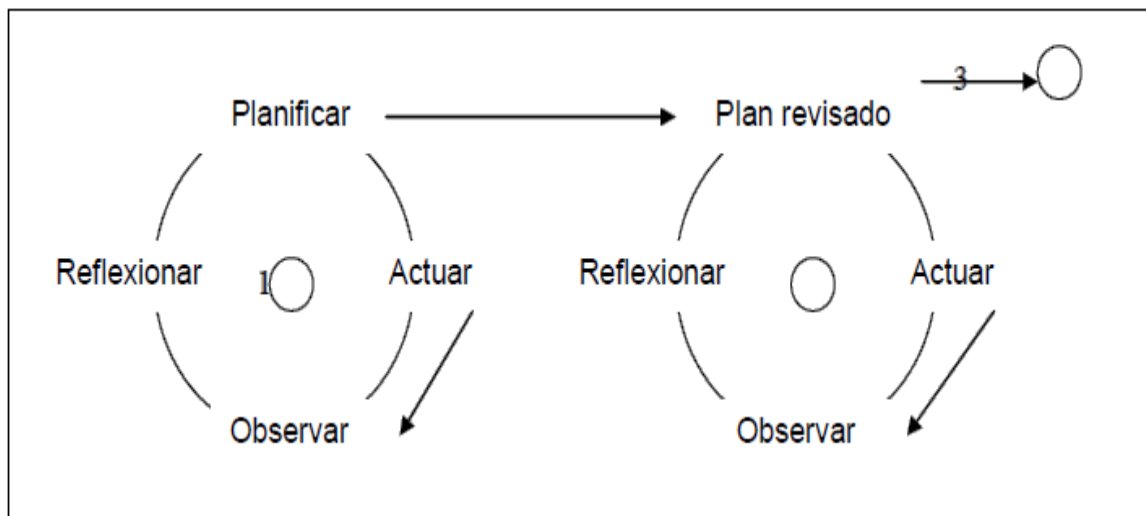 3
Planificar
Plan revisado
Reflexionar
1
Actuar
Reflexionar
Actuar
Observar
Observar